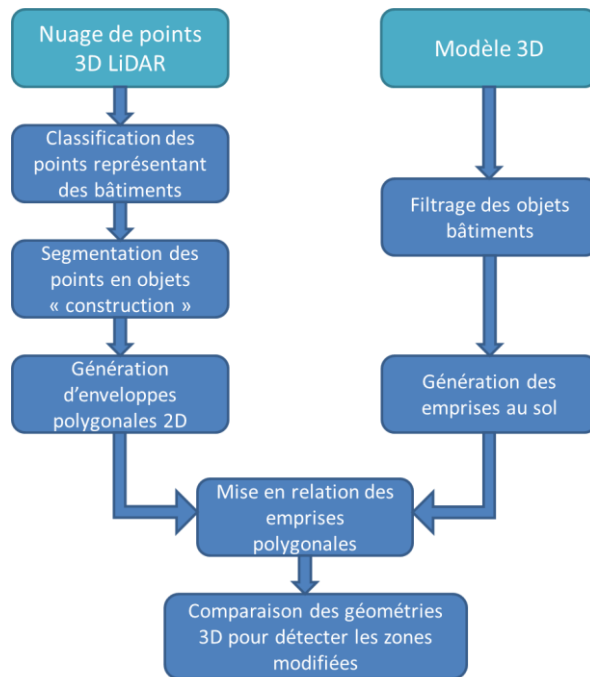 Nuage de points
3D LiDAR
Classification des
points représentant
des bâtiments
Segmentation des
points en objets
« construction »
Génération
d'enveloppes
polygonales 2D
Modèle 3D
Filtrage des objets
bâtiments
Génération des
emprises au sol
Mise en relation des
emprises
polygonales
Comparaison des géométries
3D pour détecter les zones
modifiées